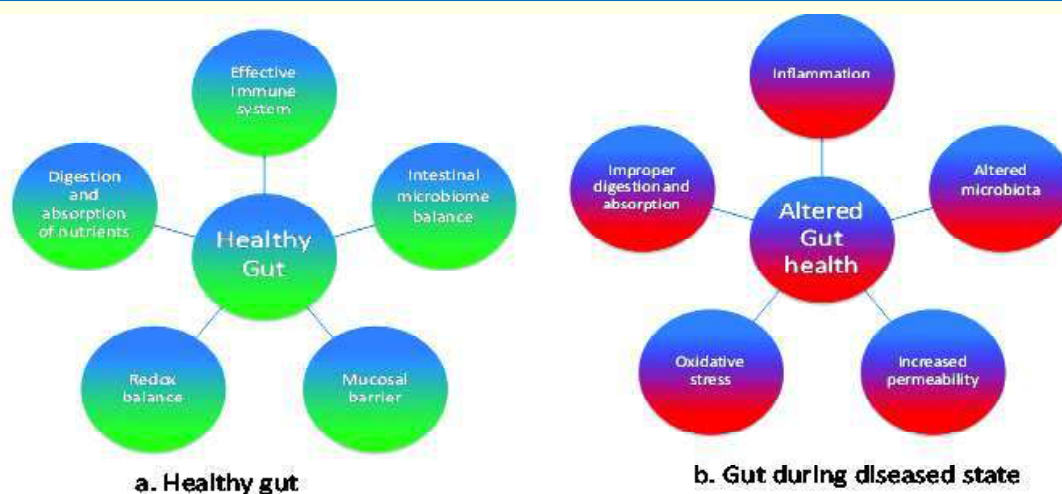 Effective
Immune
system
Digestion
and
absorption
of nutrients
Intestinal
microbiome
balance
Healthy
Gut
Redox
balance
Mucosal
barrier
a. Healthy gut
Inflammation
Improper
digestion and
absorption
Altered
microbiota
Altered
Gut
health
Oxidative
stress
Increased
permeability
b. Gut during diseased state